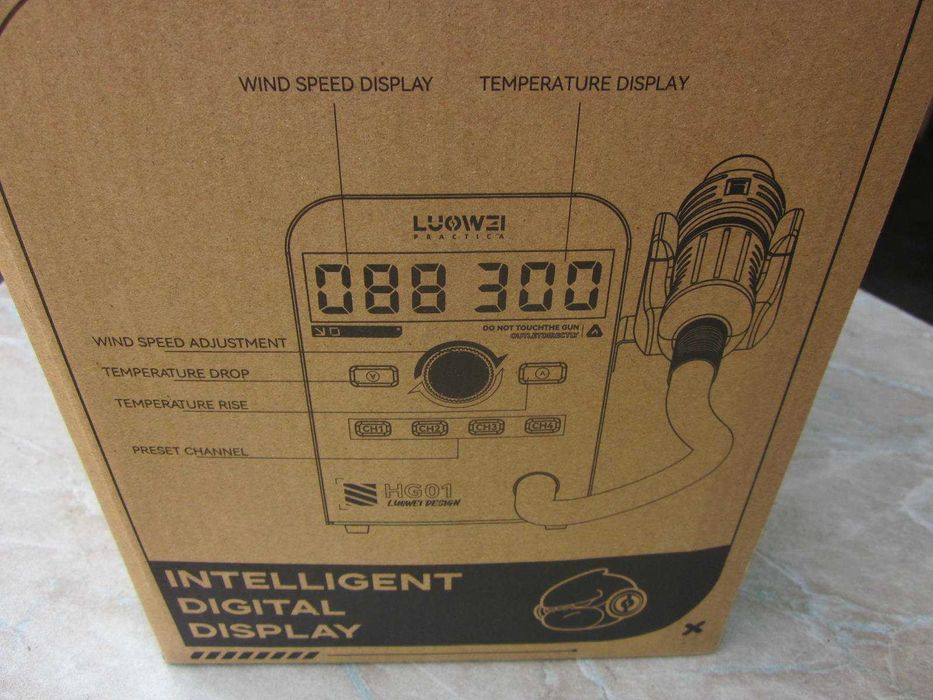 WIND SPEED DISPLAY
TEMPERATURE DISPLAY
LUOWEI
PRACTICA
088 300
DO NOT TOUCHTHE GUN
OUTLETDIRECTLY
WIND SPEED ADJUSTMENT
TEMPERATURE DROP
TEMPERATURE RISE
CH1 CH2 CH3 CH4
PRESET CHANNEL
HG01
LUOWEI DESIGN
INTELLIGENT
DIGITAL
DISPLAY